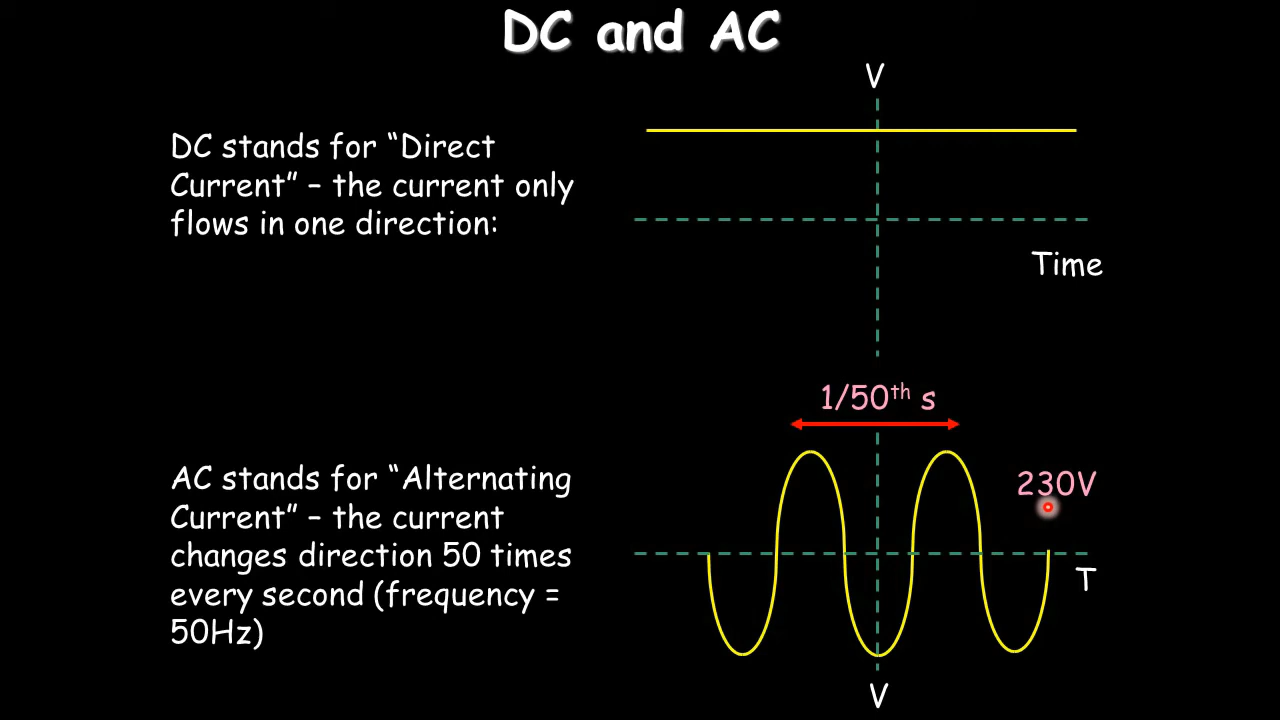 DC and AC
V
DC stands for “Direct
Current” – the current only
flows in one direction:
Time
1/50th s
AC stands for “Alternating
Current” – the current
changes direction 50 times
every second (frequency =
50Hz)
230V
T
V